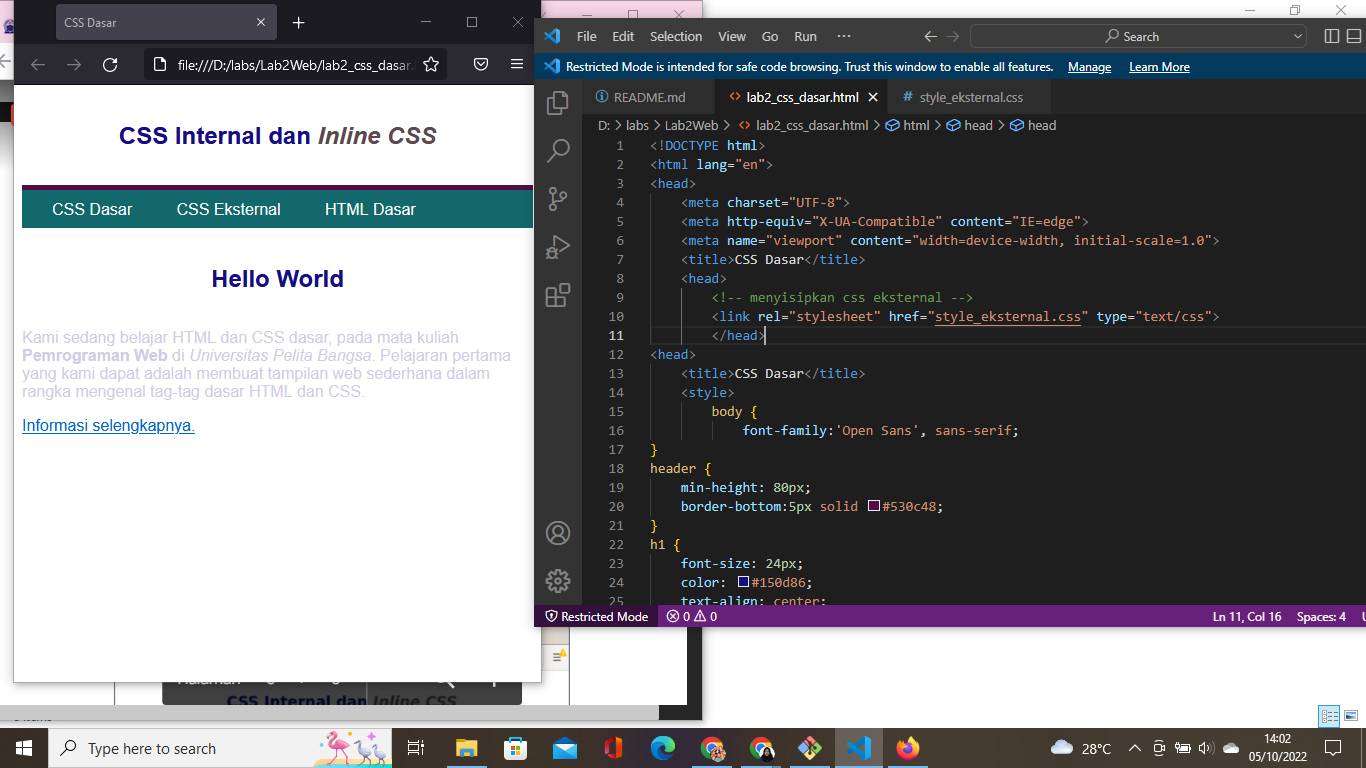 CSS Dasar
file:///D:/labs/Lab2Web/lab2_css_dasar.
CSS Internal dan Inline CSS
CSS Dasar CSS Eksternal HTML Dasar
Hello World
Kami sedang belajar HTML dan CSS dasar, pada mata kuliah
Pemrograman Web di Universitas Pelita Bangsa. Pelajaran pertama
yang kami dapat adalah membuat tampilan web sederhana dalam
rangka mengenal tag-tag dasar HTML dan CSS.
Informasi selengkapnya.
File Edit Selection View Go Run ··· Search
Restricted Mode is intended for safe code browsing. Trust this window to enable all features. Manage Learn More
README.md lab2_css_dasar.html style_eksternal.css
D: > labs > Lab2Web > lab2_css_dasar.html > html > head > head
1 <!DOCTYPE html>
2 <html lang="en">
3 <head>
4 <meta charset="UTF-8">
5 <meta http-equiv="X-UA-Compatible" content="IE=edge">
6 <meta name="viewport" content="width=device-width, initial-scale=1.0">
7 <title>CSS Dasar</title>
8 <head>
9 <!-- menyisipkan css eksternal -->
10 <link rel="stylesheet" href="style_eksternal.css" type="text/css">
11 </head>
12 <head>
13 <title>CSS Dasar</title>
14 <style>
15 body {
16 font-family:'Open Sans', sans-serif;
17 }
18 header {
19 min-height: 80px;
20 border-bottom:5px solid #530c48;
21 }
22 h1 {
23 font-size: 24px;
24 color: #150d86;
25 text-align: center;
Restricted Mode 0 0 Ln 11, Col 16 Spaces: 4
CSS Internal dan Inline CSS
Type here to search 28°C 14:02
05/10/2022